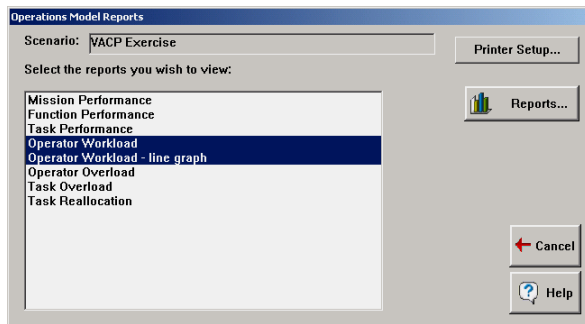 Operations Model Reports
Scenario: VACP Exercise
Printer Setup...
Select the reports you wish to view:
Reports...
Mission Performance
Function Performance
Task Performance
Operator Workload
Operator Workload - line graph
Operator Overload
Task Overload
Task Reallocation
Cancel
Help